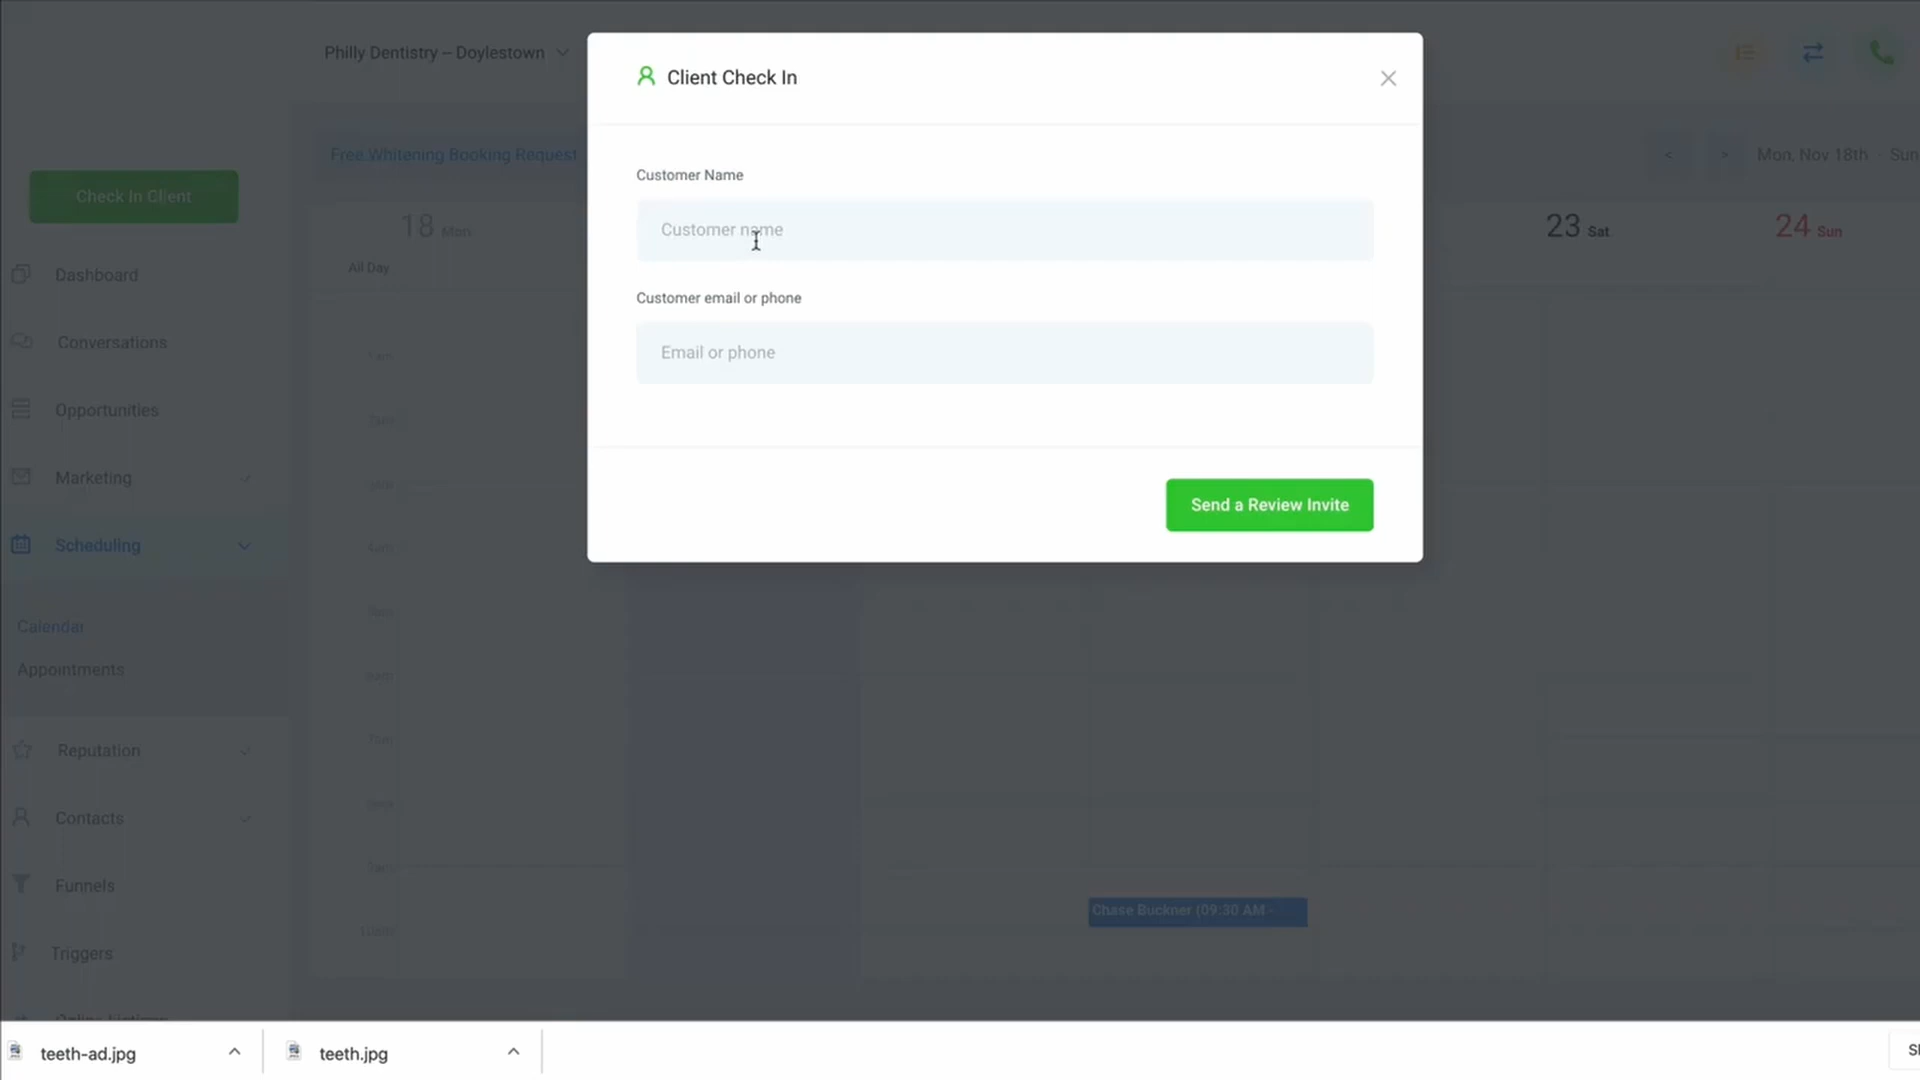 Philly Dentistry – Doylestown
Client Check In
Free Whitening Booking Request
< > Mon, Nov 18th Sun
Check In Client
Customer Name
Customer name
18 Mon
23 Sat
24 Sun
All Day
Dashboard
Customer email or phone
Email or phone
Conversations
Opportunities
Marketing
Send a Review Invite
Scheduling
Calendar
Appointments
Reputation
Contacts
Funnels
Chase Buckner (09:30 AM -
Triggers
Online Listings
teeth-ad.jpg
teeth.jpg